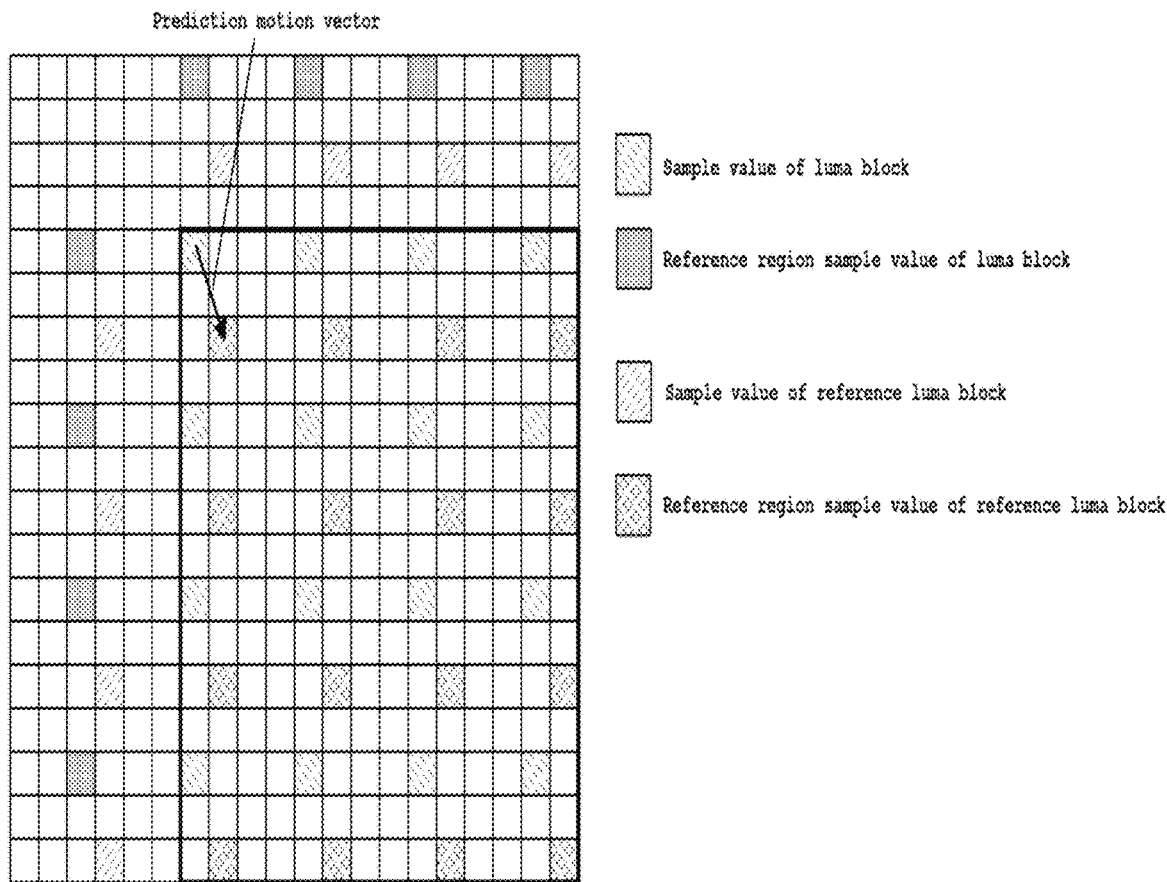 Prediction motion vector
Sample value of luma block
Reference region sample value of luma block
Sample value of reference luma block
Reference region sample value of reference luma block